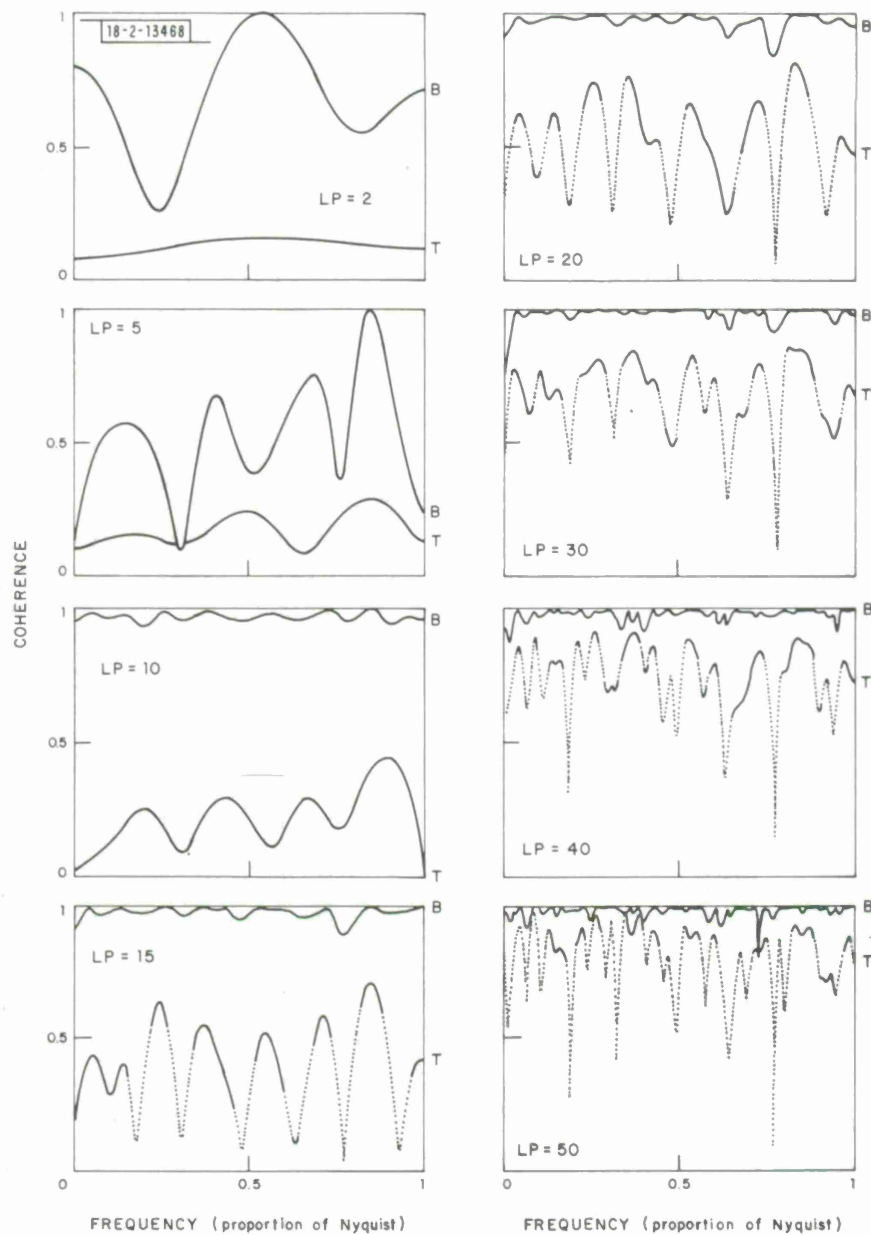 18-2-13468
1
B
LP = 2
0.5
T
0
1
LP = 5
0.5
B
T
0
COHERENCE
1
B
LP = 10
0.5
0
T
1
B
LP = 15
0.5
T
0
0
0.5
1
FREQUENCY (proportion of Nyquist)
B
T
LP = 20
B
T
LP = 30
B
T
LP = 40
B
T
LP = 50
0
0.5
1
FREQUENCY (proportion of Nyquist)